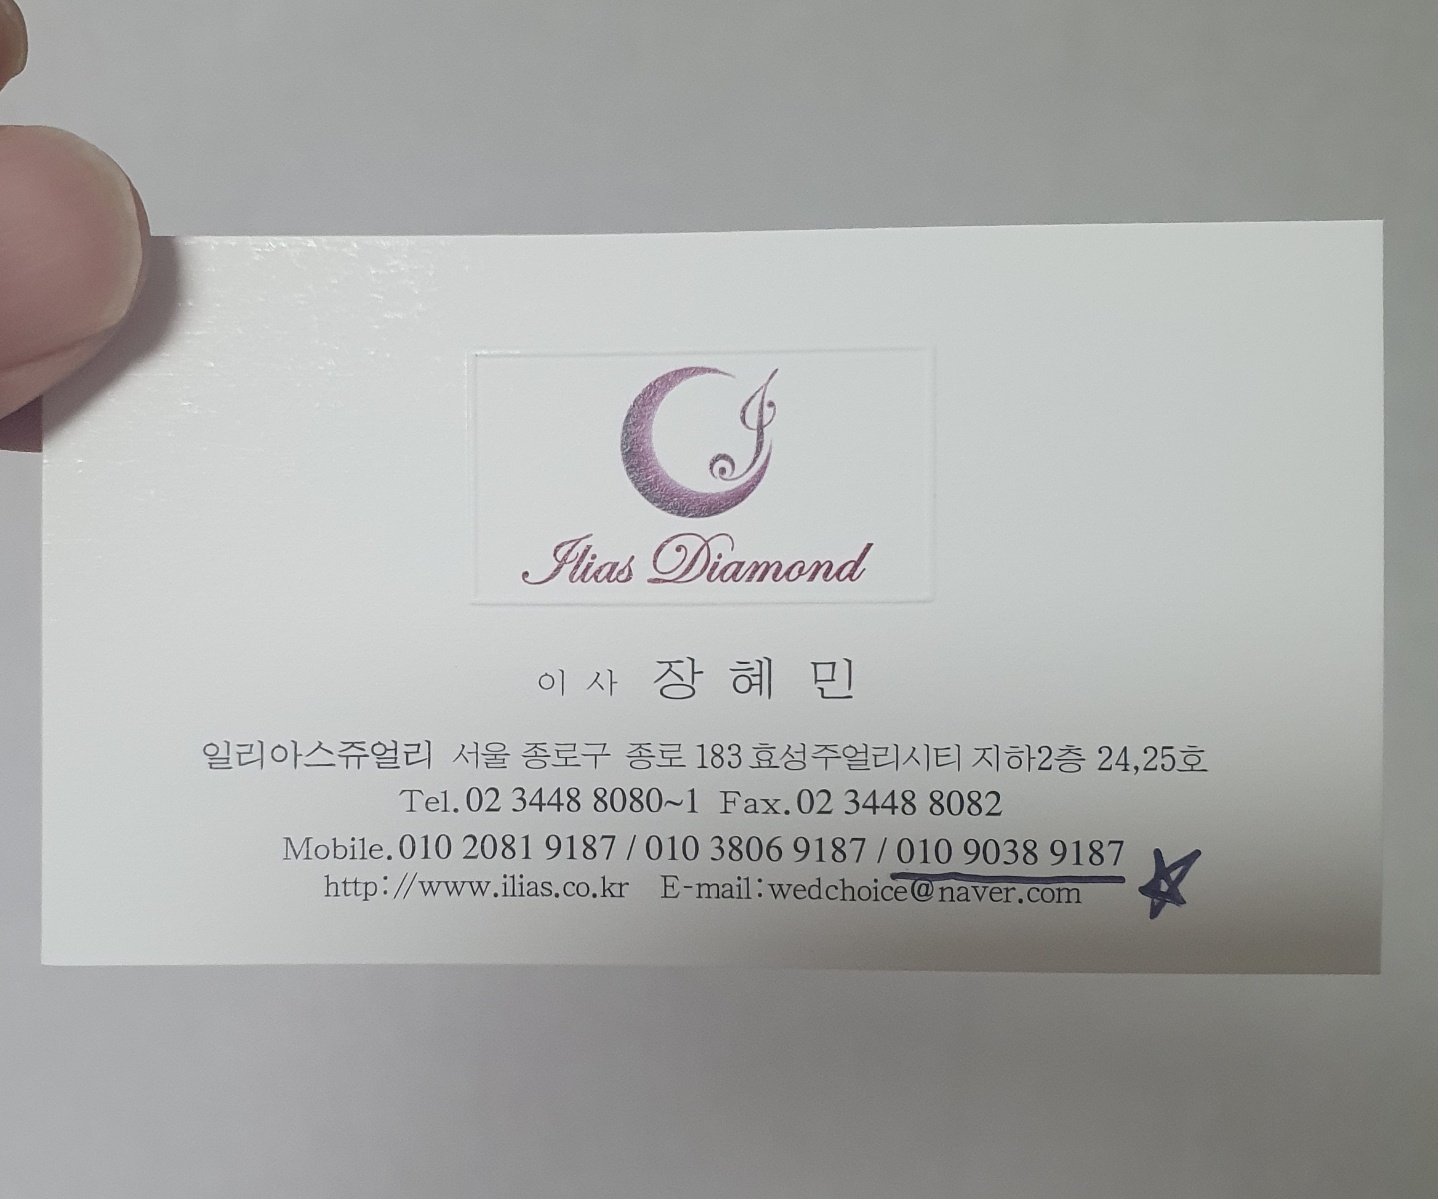 Ilias Diamond
이 사 장 혜 민
일리아스쥬얼리 서울 종로구 종로 183 효성주얼리시티 지하2층 24,25호
Tel.02 3448 8080~1 Fax.02 3448 8082
Mobile.010 2081 9187 / 010 3806 9187 / 010 9038 9187
http://www.ilias.co.kr E-mail:wedchoice@naver.com